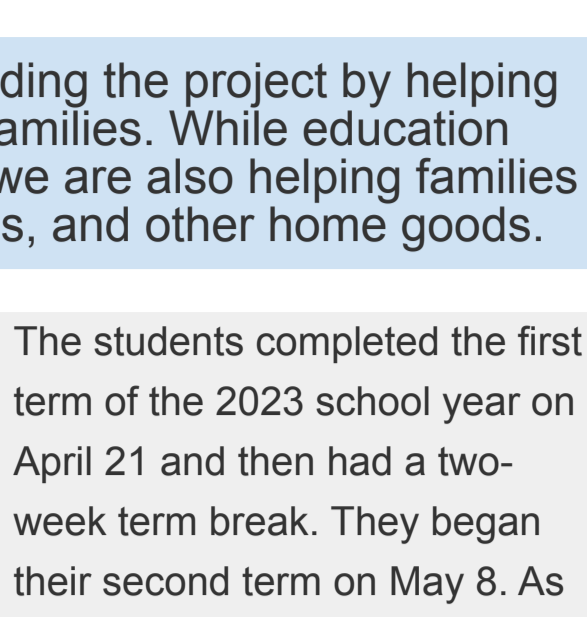 ding the project by helping
amilies. While education
we are also helping families
s, and other home goods.
The students completed the first
term of the 2023 school year on
April 21 and then had a two-
week term break. They began
their second term on May 8. As